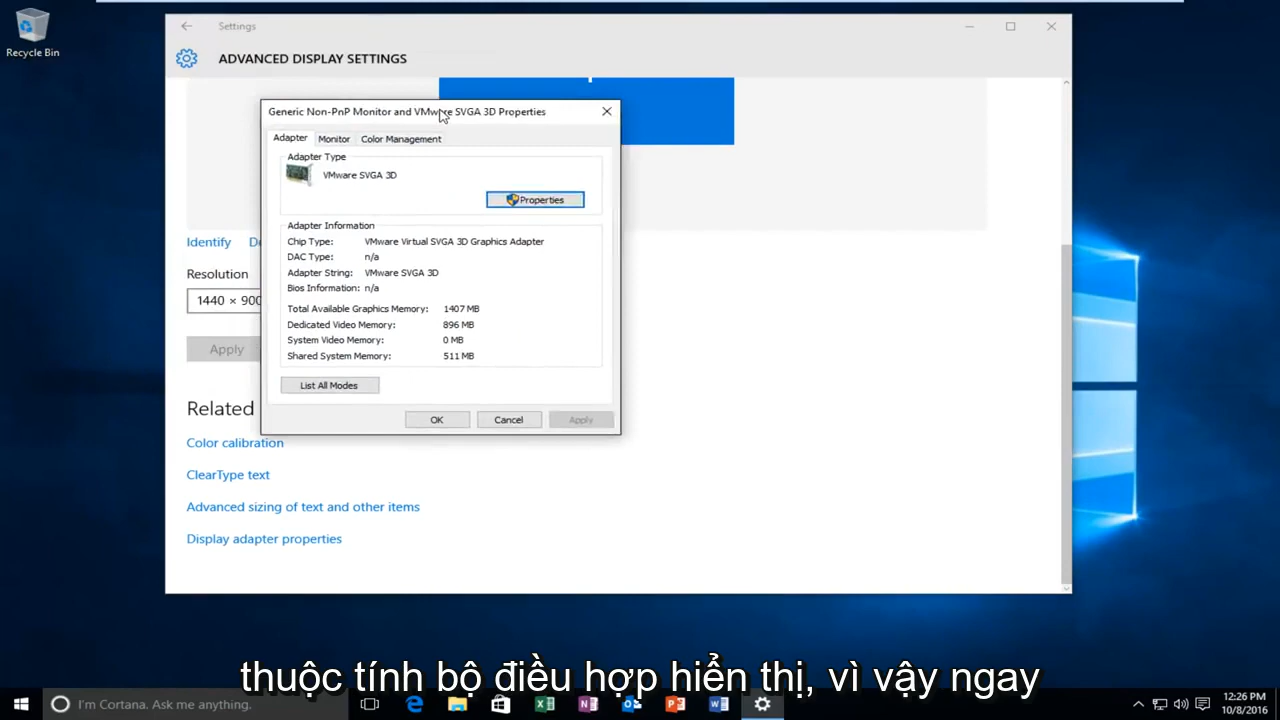 Recycle Bin
Settings
ADVANCED DISPLAY SETTINGS
Generic Non-PnP Monitor and VMware SVGA 3D Properties
Adapter Monitor Color Management
Adapter Type
VMware SVGA 3D
Properties
Adapter Information
Chip Type: VMware Virtual SVGA 3D Graphics Adapter
DAC Type: n/a
Adapter String: VMware SVGA 3D
Bios Information: n/a
Total Available Graphics Memory: 1407 MB
Dedicated Video Memory: 896 MB
System Video Memory: 0 MB
Shared System Memory: 511 MB
List All Modes
OK Cancel Apply
Identify
Resolution
1440 × 900
Apply
Related
Color calibration
ClearType text
Advanced sizing of text and other items
Display adapter properties
thuộc tính bộ điều hợp hiển thị, vì vậy ngay
I'm Cortana. Ask me anything.
12:26 PM
10/8/2016